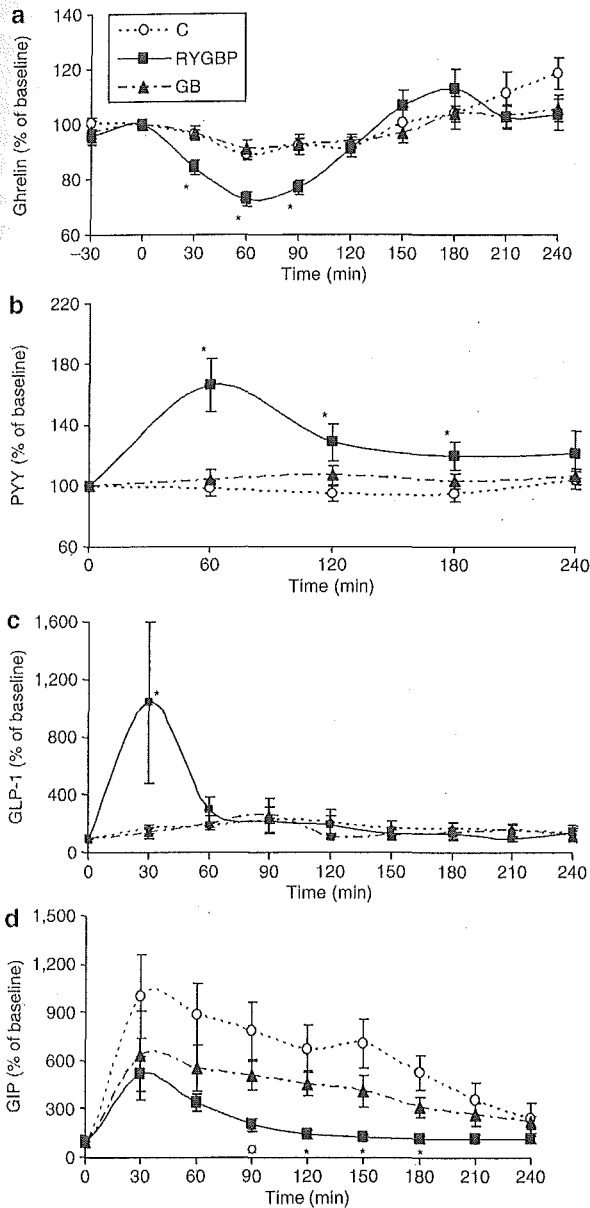 a
C
RYGBP
GB
Ghrelin (% of baseline)
140
120
100
80
60
* * *
–30 0 30 60 90 120 150 180 210 240
Time (min)
b
PYY (% of baseline)
220
180
140
100
60
* * *
0 60 120 180 240
Time (min)
c
GLP-1 (% of baseline)
1,600
1,200
800
400
0
*
0 30 60 90 120 150 180 210 240
Time (min)
d
GIP (% of baseline)
1,500
1,200
900
600
300
0
* * *
0 30 60 90 120 150 180 210 240
Time (min)